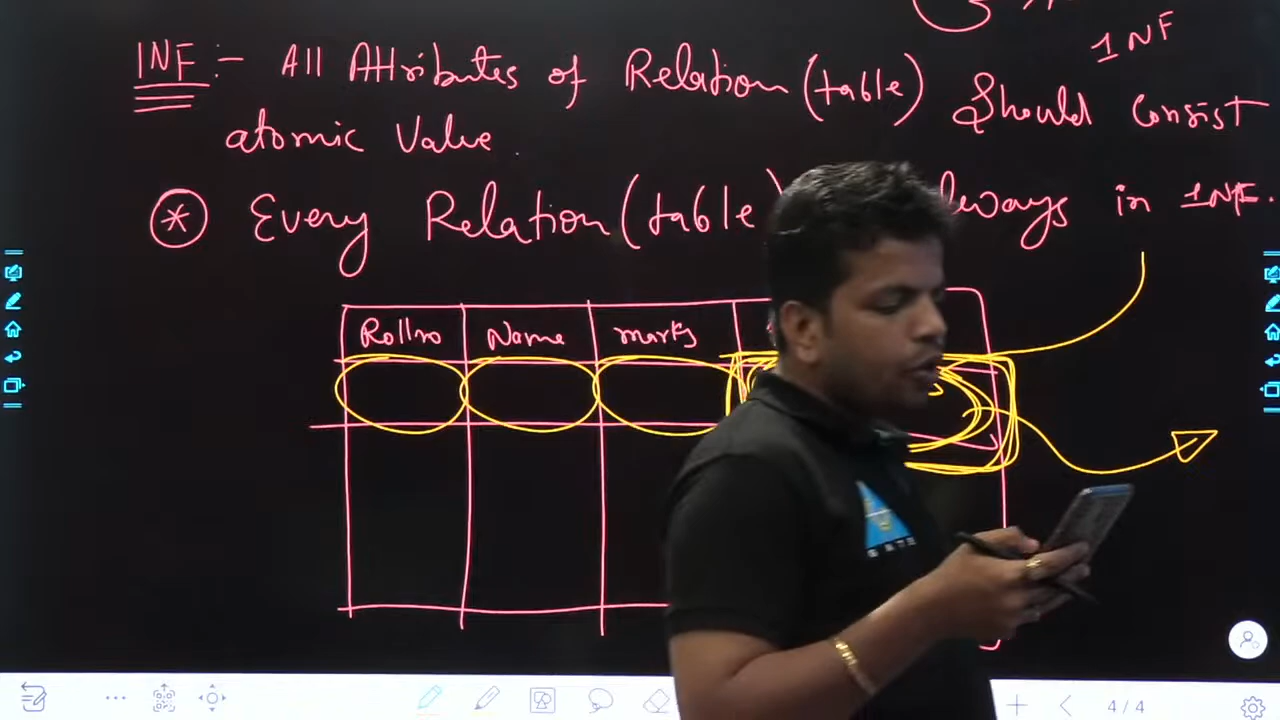 1NF
1NF :- All Attributes of Relation (table) Should Consist
atomic Value.
* Every Relation (table) always in 1NF.
Rollno Name marks
GATE
4/4